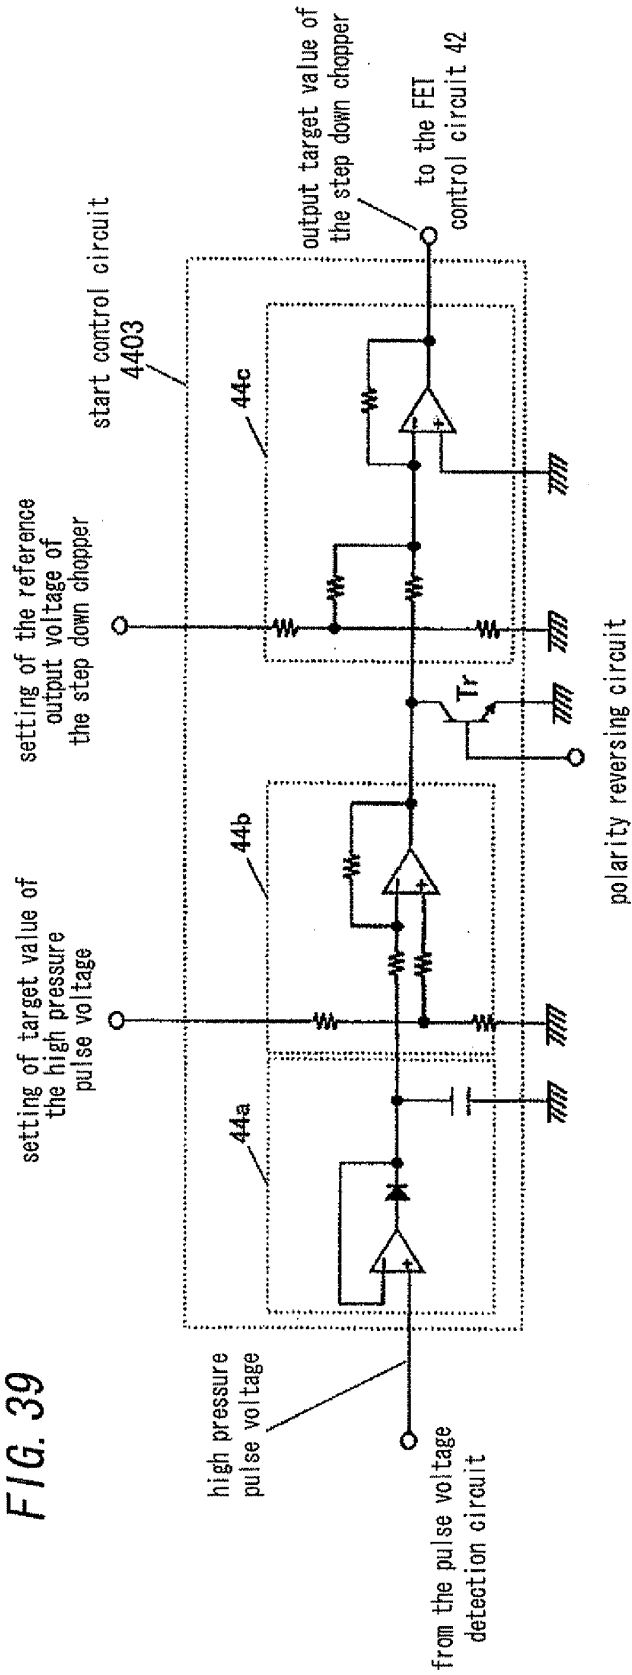 FIG. 39
setting of target value of
the high pressure
pulse voltage
setting of the reference
output voltage of
the step down chopper
start control circuit
4403
output target value of
the step down chopper
to the FET
control circuit 42
44a
44b
44c
high pressure
pulse voltage
from the pulse voltage
detection circuit
Tr
polarity reversing circuit
+
−
+
−
+
−